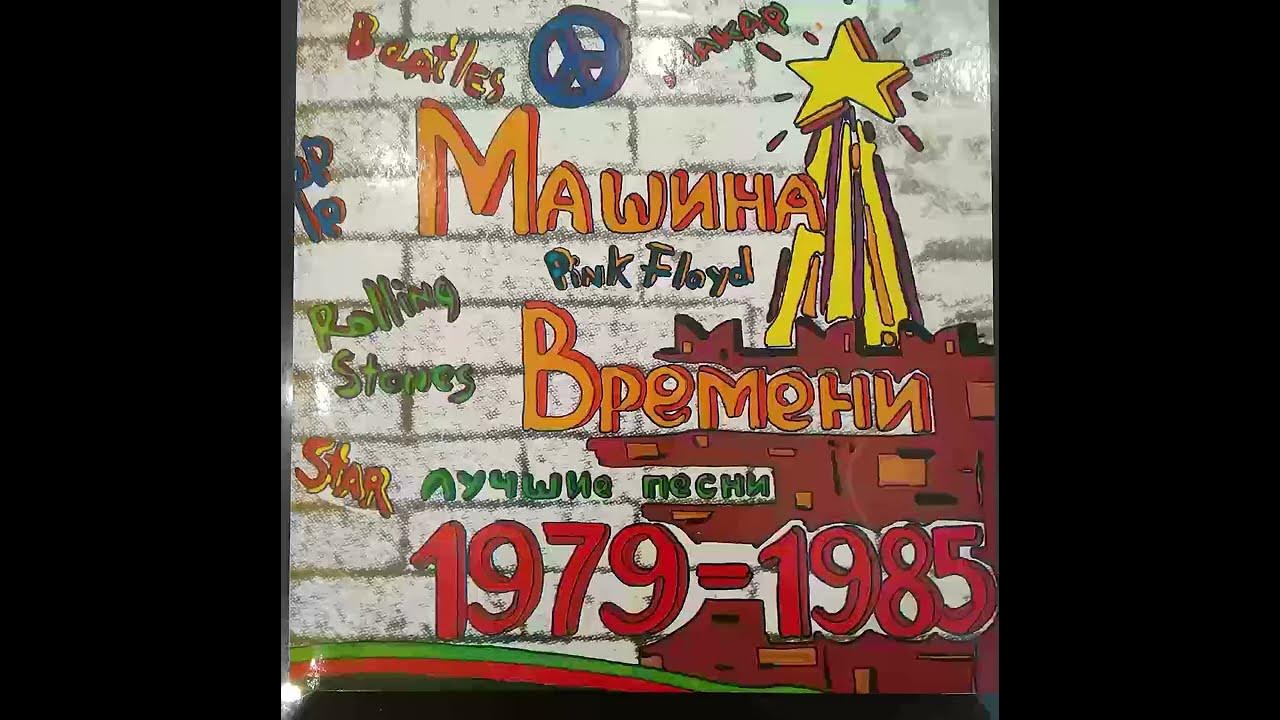 Beatles
Машина
Pink Floyd
Rolling
Stones
Времени
Star
лучшие песни
1979-1985